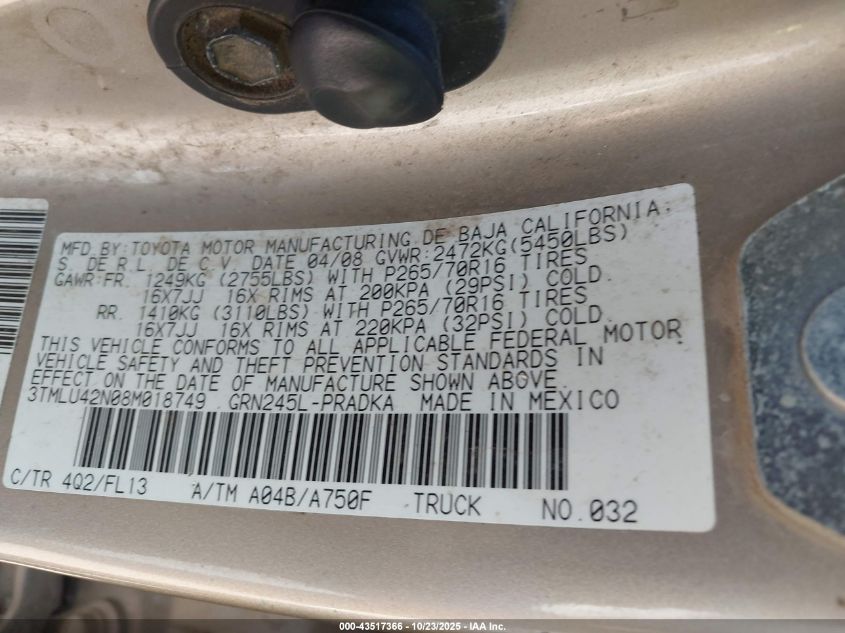 MFD BY: TOYOTA MOTOR MANUFACTURING DE BAJA CALIFORNIA,
S. DE R.L. DE C.V. DATE 04/08 GVWR: 2472KG(5450LBS)
GAWR: FR. 1249KG (2755LBS) WITH P265/70R16 TIRES
16X7JJ 16X RIMS AT 200KPA (29PSI) COLD.
RR. 1410KG (3110LBS) WITH P265/70R16 TIRES
16X7JJ 16X RIMS AT 220KPA (32PSI) COLD.
THIS VEHICLE CONFORMS TO ALL APPLICABLE FEDERAL MOTOR
VEHICLE SAFETY AND THEFT PREVENTION STANDARDS IN
EFFECT ON THE DATE OF MANUFACTURE SHOWN ABOVE.
3TMLU42N08M018749 GRN245L-PRADKA MADE IN MEXICO
C/TR 4Q2/FL13 A/TM A04B/A750F TRUCK NO.032
000-43517366 - 10/23/2025 - IAA Inc.